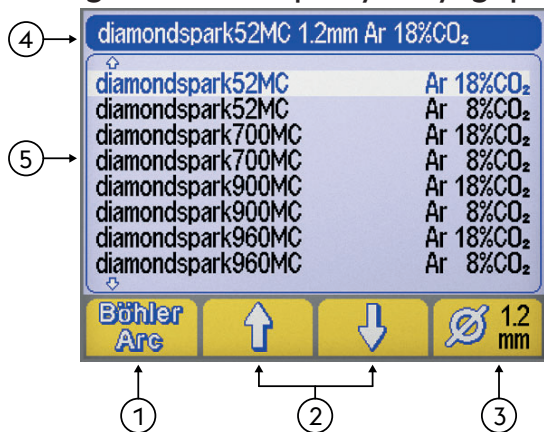 ④ diamondspark52MC 1.2mm Ar 18%CO₂
diamondspark52MC Ar 18%CO₂
diamondspark52MC Ar 8%CO₂
diamondspark700MC Ar 18%CO₂
⑤ diamondspark700MC Ar 8%CO₂
diamondspark900MC Ar 18%CO₂
diamondspark900MC Ar 8%CO₂
diamondspark960MC Ar 18%CO₂
diamondspark960MC Ar 8%CO₂
Böhler Ø 1.2
Arc mm
① ② ③